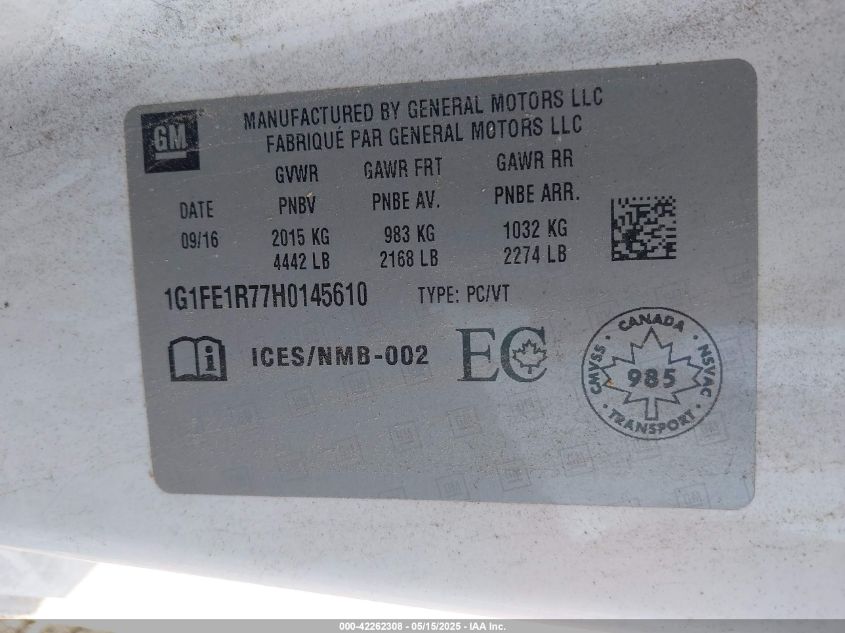 GM
MANUFACTURED BY GENERAL MOTORS LLC
FABRIQUÉ PAR GENERAL MOTORS LLC
GVWR GAWR FRT GAWR RR
DATE PNBV PNBE AV. PNBE ARR.
09/16 2015 KG 983 KG 1032 KG
4442 LB 2168 LB 2274 LB
1G1FE1R77H0145610 TYPE: PC/VT
i ICES/NMB-002 EC
CANADA
CMVSS · 985 · NSVAC
TRANSPORT
000-42262308 - 05/15/2025 - IAA Inc.